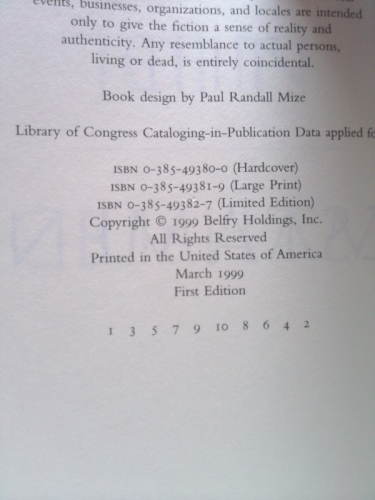 events, businesses, organizations, and locales are intended
only to give the fiction a sense of reality and
authenticity. Any resemblance to actual persons,
living or dead, is entirely coincidental.
Book design by Paul Randall Mize
Library of Congress Cataloging-in-Publication Data applied fo
ISBN 0-385-49380-0 (Hardcover)
ISBN 0-385-49381-9 (Large Print)
ISBN 0-385-49382-7 (Limited Edition)
Copyright © 1999 Belfry Holdings, Inc.
All Rights Reserved
Printed in the United States of America
March 1999
First Edition
1 3 5 7 9 10 8 6 4 2